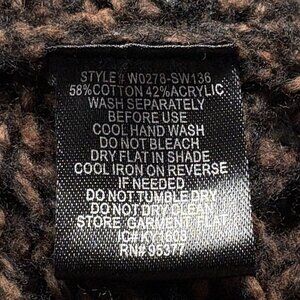 STYLE# W0278-SW136
58%COTTON 42%ACRYLIC
WASH SEPARATELY
BEFORE USE
COOL HAND WASH
DO NOT BLEACH
DRY FLAT IN SHADE
COOL IRON ON REVERSE
IF NEEDED
DO NOT TUMBLE DRY
DO NOT DRY CLEAN
STORE GARMENT FLAT
IC# KY1608
RN# 95377